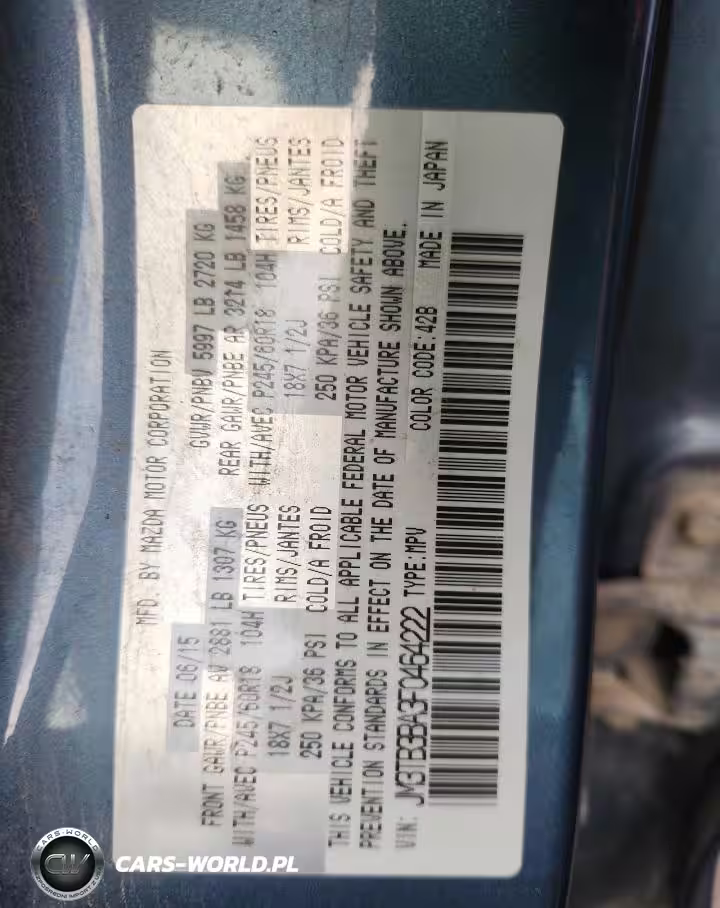 MFD. BY MAZDA MOTOR CORPORATION
DATE 06/15 GVWR/PNBV 5997 LB 2720 KG
FRONT GAWR/PNBE AV 2881 LB 1307 KG REAR GAWR/PNBE AR 3214 LB 1458 KG
WITH/AVEC P245/60R18 104H TIRES/PNEUS WITH/AVEC P245/60R18 104H TIRES/PNEUS
18X7 1/2J RIMS/JANTES 18X7 1/2J RIMS/JANTES
250 KPA/36 PSI COLD/A FROID 250 KPA/36 PSI COLD/A FROID
THIS VEHICLE CONFORMS TO ALL APPLICABLE FEDERAL MOTOR VEHICLE SAFETY AND THEFT
PREVENTION STANDARDS IN EFFECT ON THE DATE OF MANUFACTURE SHOWN ABOVE.
VIN: JM3TB3BA3F0464222 TYPE:MPV COLOR CODE:42B MADE IN JAPAN
CARS-WORLD
CW
CARS-WORLD.PL